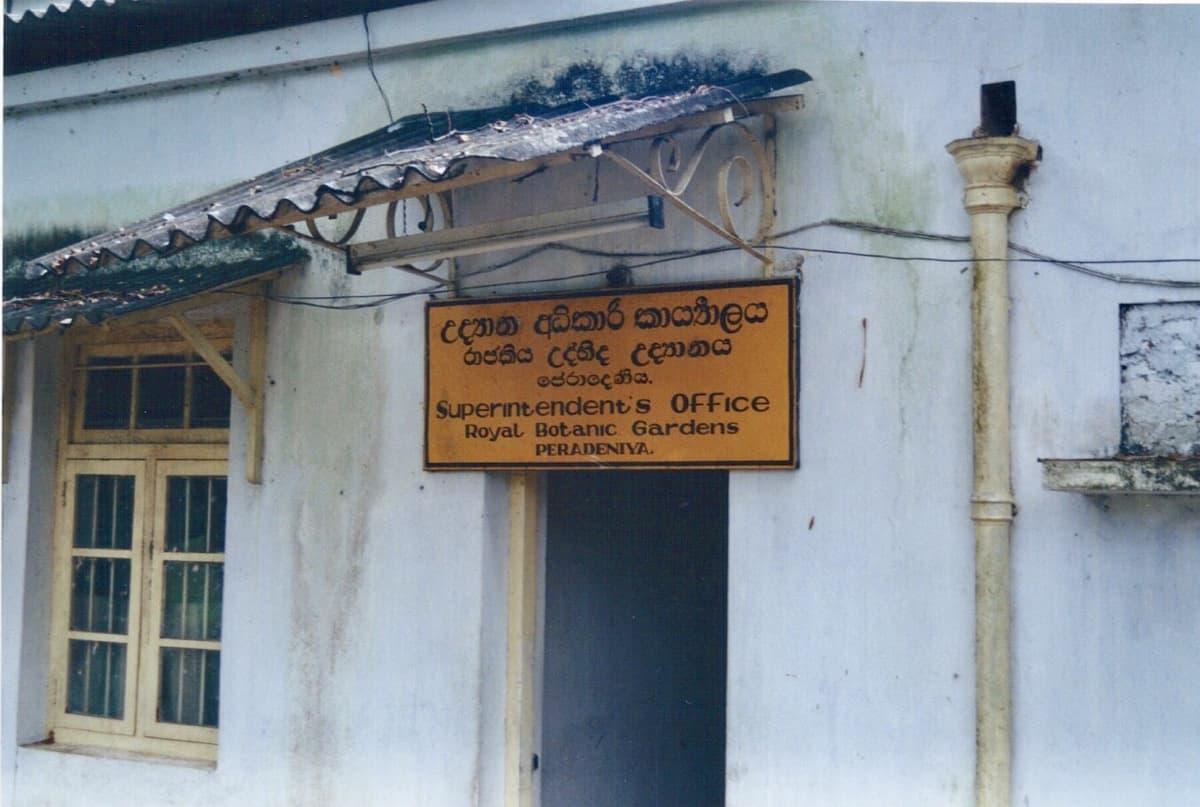 උද්‍යාන අධිකාරි කාර්‍ය්‍යාලය
රාජකීය උද්භිද උද්‍යානය
පේරාදෙණිය.
Superintendent's Office
Royal Botanic Gardens
PERADENIYA.